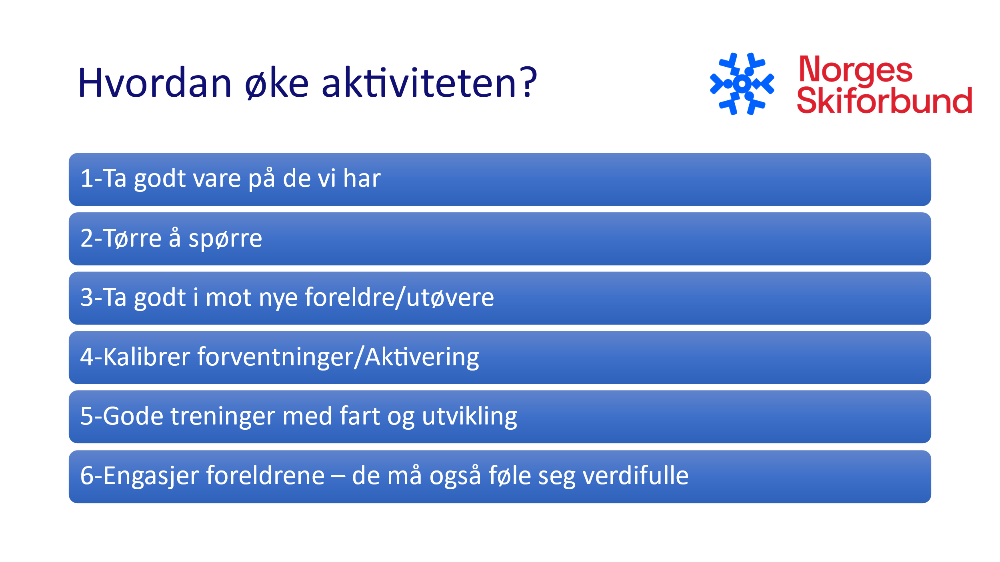 Hvordan øke aktiviteten?
Norges
Skiforbund
1-Ta godt vare på de vi har
2-Tørre å spørre
3-Ta godt i mot nye foreldre/utøvere
4-Kalibrer forventninger/Aktivering
5-Gode treninger med fart og utvikling
6-Engasjer foreldrene – de må også føle seg verdifulle